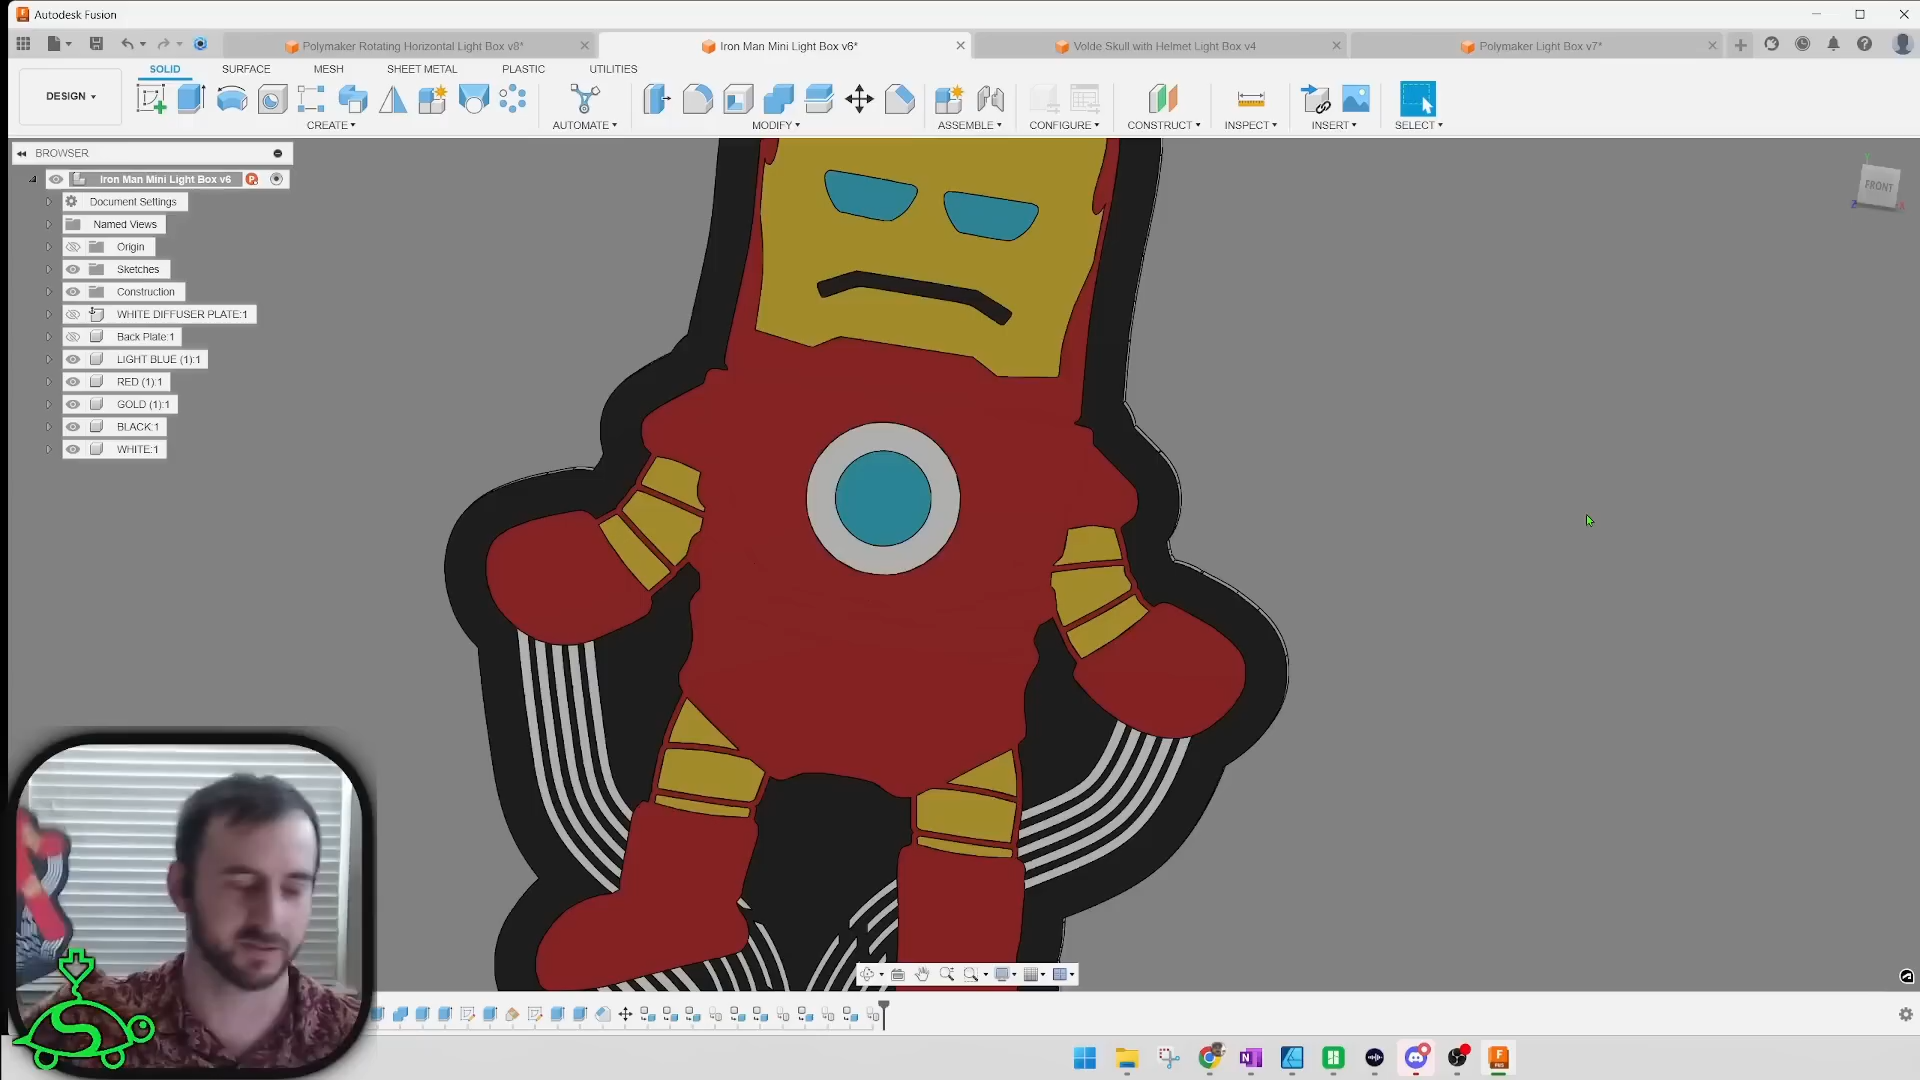 Autodesk Fusion
Polymaker Rotating Horizontal Light Box v8*
Iron Man Mini Light Box v6*
Volde Skull with Helmet Light Box v4
Polymaker Light Box v7*
DESIGN
SOLID
SURFACE
MESH
SHEET METAL
PLASTIC
UTILITIES
CREATE
AUTOMATE
MODIFY
ASSEMBLE
CONFIGURE
CONSTRUCT
INSPECT
INSERT
SELECT
BROWSER
Iron Man Mini Light Box v6
P
Document Settings
Named Views
Origin
Sketches
Construction
WHITE DIFFUSER PLATE:1
Back Plate:1
LIGHT BLUE (1):1
RED (1):1
GOLD (1):1
BLACK:1
WHITE:1
FRONT
Y
Z
X
S